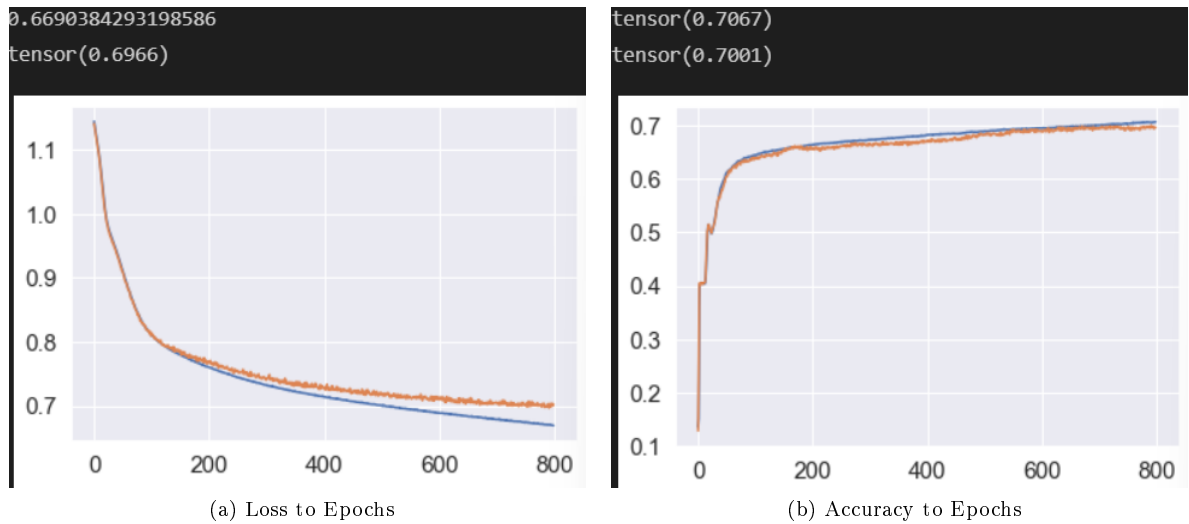 0.6690384293198586
tensor(0.6966)
1.1
1.0
0.9
0.8
0.7
0 200 400 600 800
(a) Loss to Epochs
tensor(0.7067)
tensor(0.7001)
0.7
0.6
0.5
0.4
0.3
0.2
0.1
0 200 400 600 800
(b) Accuracy to Epochs